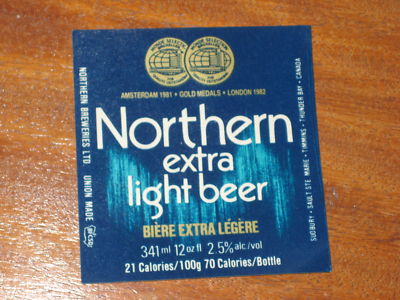 MONDE SELECTION
AMSTERDAM 1981 • GOLD MEDALS • LONDON 1982
Northern
extra
light beer
BIÈRE EXTRA LÉGÈRE
341 ml 12 oz fl 2.5% alc./vol
21 Calories/100g 70 Calories/Bottle
NORTHERN BREWERIES LTD. UNION MADE
SUDBURY • SAULT STE MARIE • TIMMINS • THUNDER BAY • CANADA